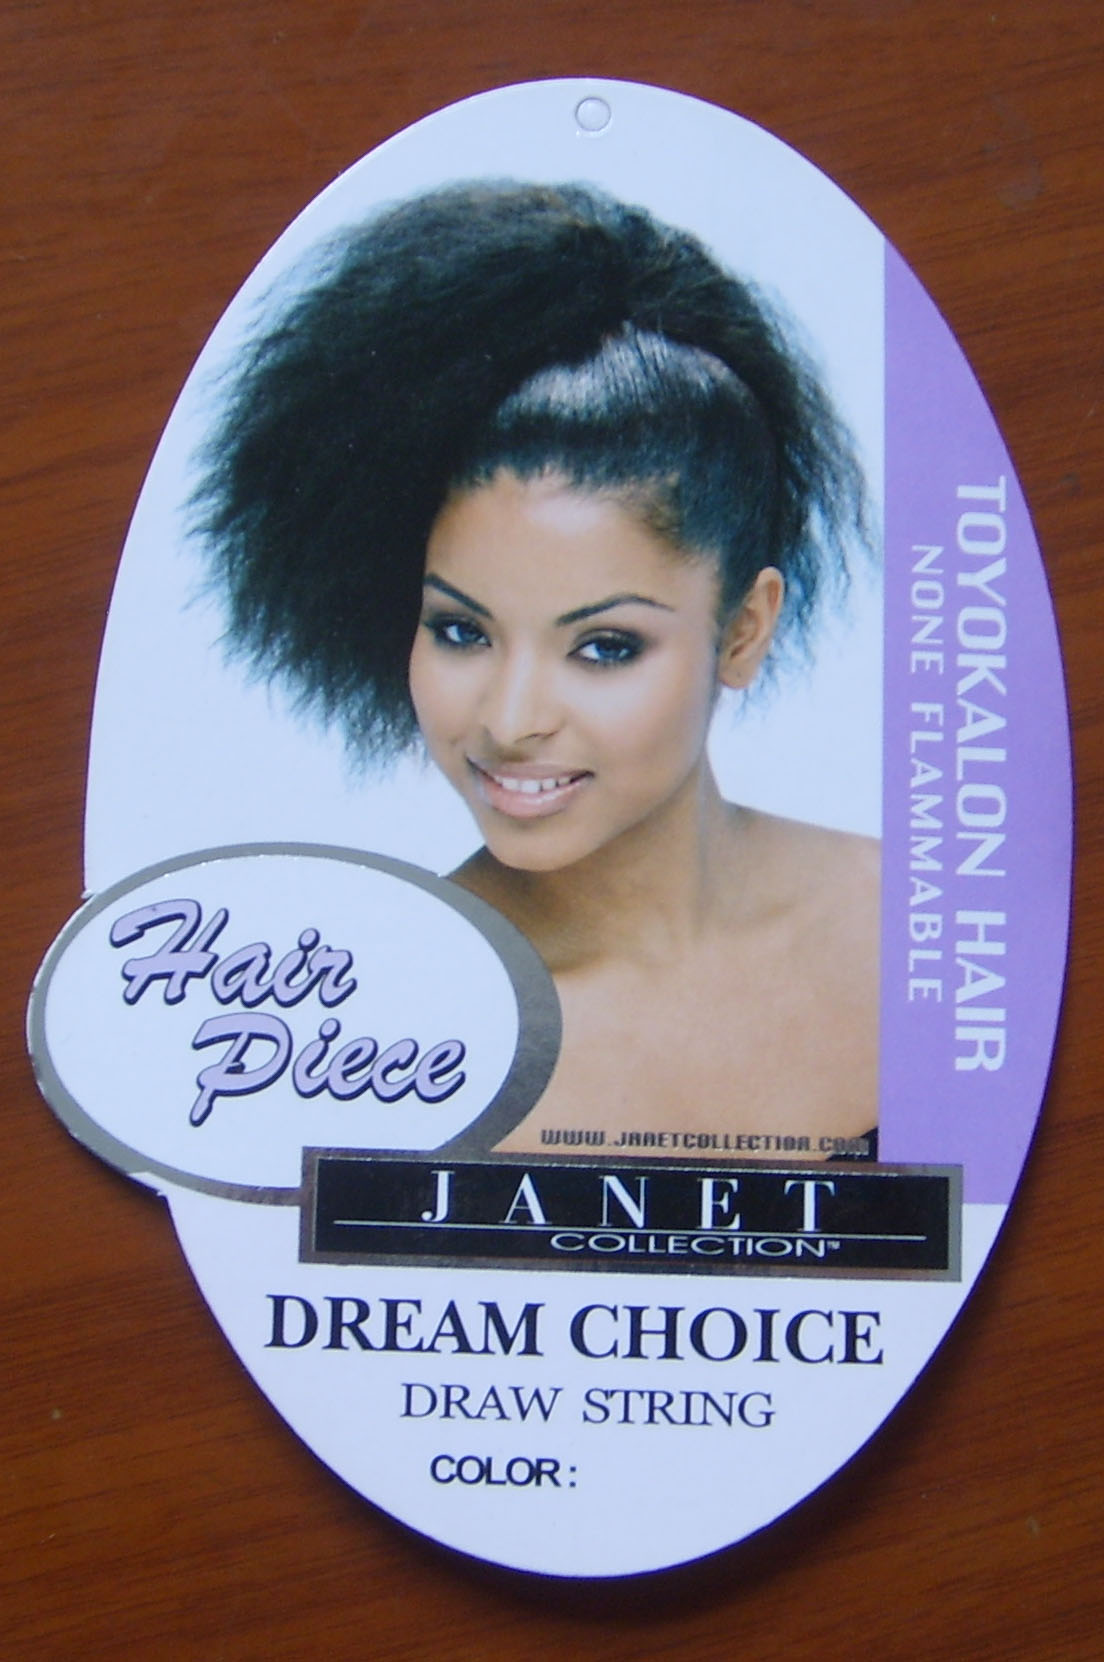 TOYOKALON HAIR
NONE FLAMMABLE
Hair
Piece
WWW.JANETCOLLECTION.COM
JANET
COLLECTION™
DREAM CHOICE
DRAW STRING
COLOR: